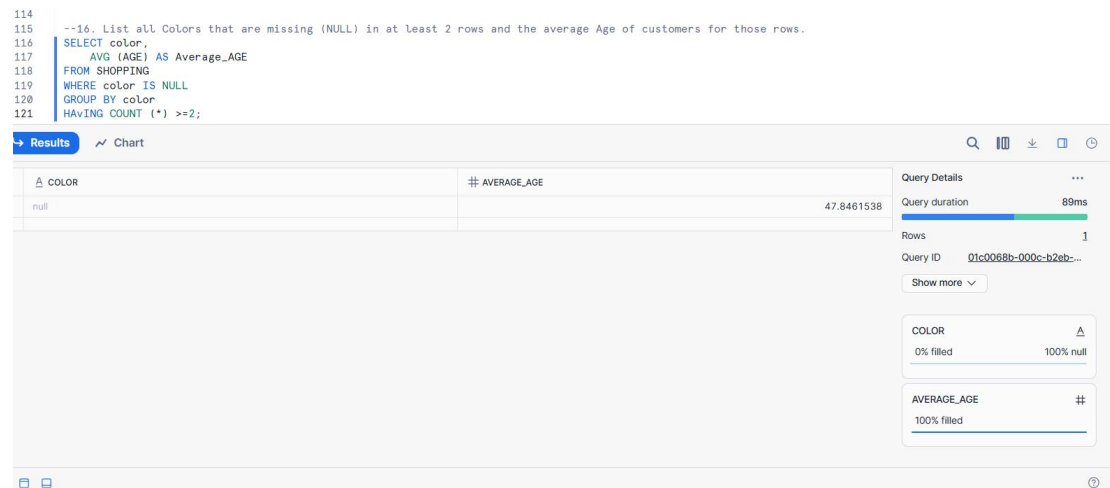 114
115 --16. List all Colors that are missing (NULL) in at least 2 rows and the average Age of customers for those rows.
116 SELECT color,
117 AVG (AGE) AS Average_AGE
118 FROM SHOPPING
119 WHERE color IS NULL
120 GROUP BY color
121 HAvING COUNT (*) >=2;
Results Chart
A COLOR # AVERAGE_AGE
null 47.8461538
Query Details ...
Query duration 89ms
Rows 1
Query ID 01c0068b-000c-b2eb-...
Show more
COLOR A
0% filled 100% null
AVERAGE_AGE #
100% filled